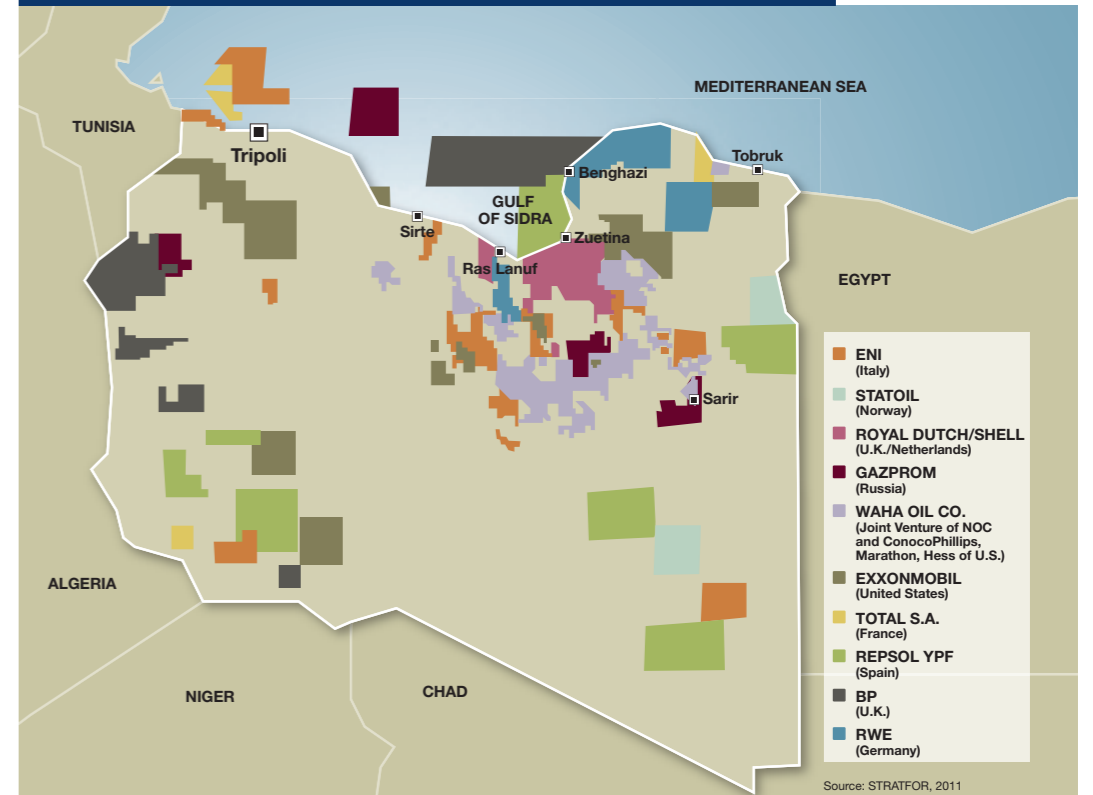 MEDITERRANEAN SEA
TUNISIA
Tripoli
Tobruk
Benghazi
GULF
OF SIDRA
Sirte
Zuetina
Ras Lanuf
EGYPT
Sarir
ALGERIA
NIGER
CHAD
ENI
(Italy)
STATOIL
(Norway)
ROYAL DUTCH/SHELL
(U.K./Netherlands)
GAZPROM
(Russia)
WAHA OIL CO.
(Joint Venture of NOC
and ConocoPhillips,
Marathon, Hess of U.S.)
EXXONMOBIL
(United States)
TOTAL S.A.
(France)
REPSOL YPF
(Spain)
BP
(U.K.)
RWE
(Germany)
Source: STRATFOR, 2011